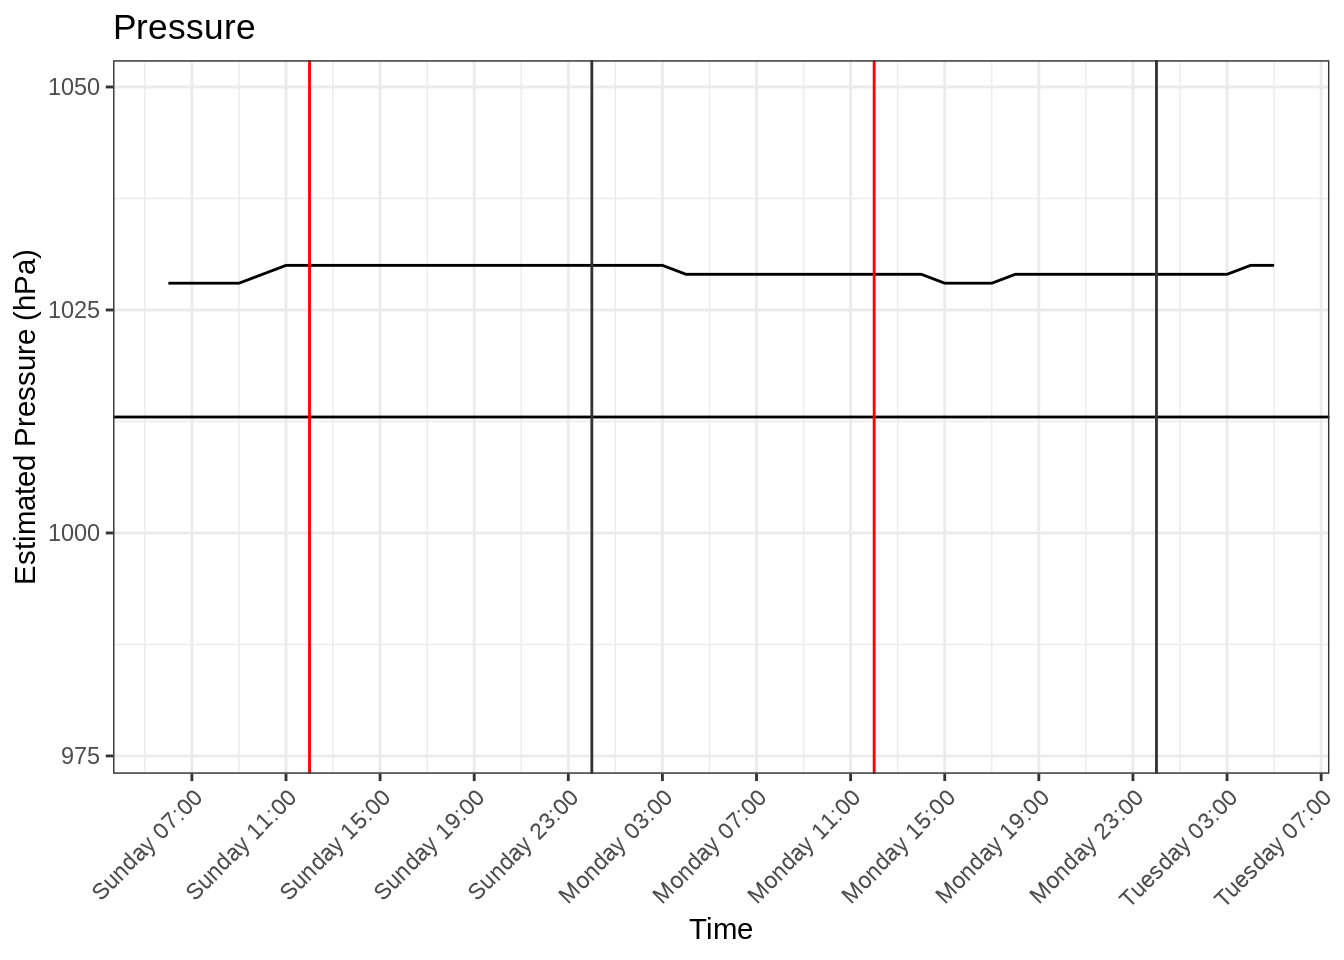 Pressure
Estimated Pressure (hPa)
1050
1025
1000
975
Sunday 07:00
Sunday 11:00
Sunday 15:00
Sunday 19:00
Sunday 23:00
Monday 03:00
Monday 07:00
Monday 11:00
Monday 15:00
Monday 19:00
Monday 23:00
Tuesday 03:00
Tuesday 07:00
Time